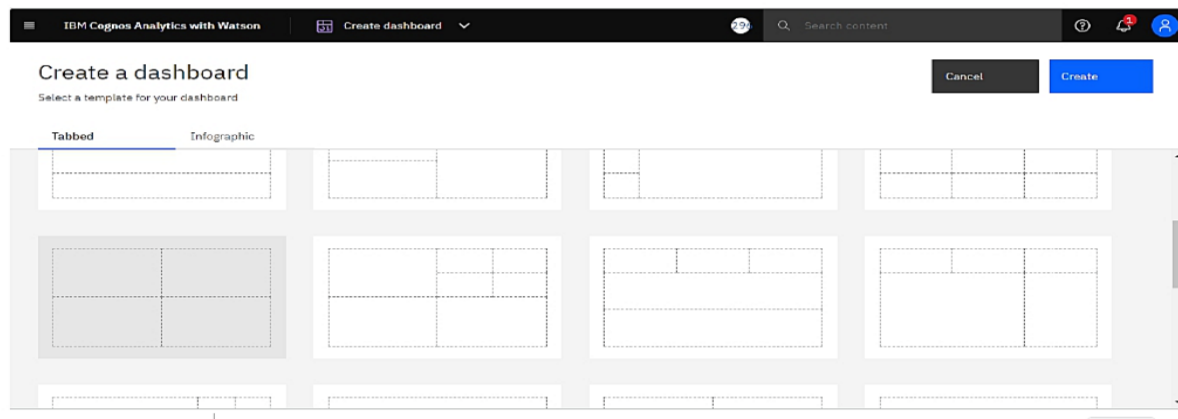 IBM Cognos Analytics with Watson
Create dashboard
Search content
1
Create a dashboard
Cancel
Create
Select a template for your dashboard
Tabbed
Infographic